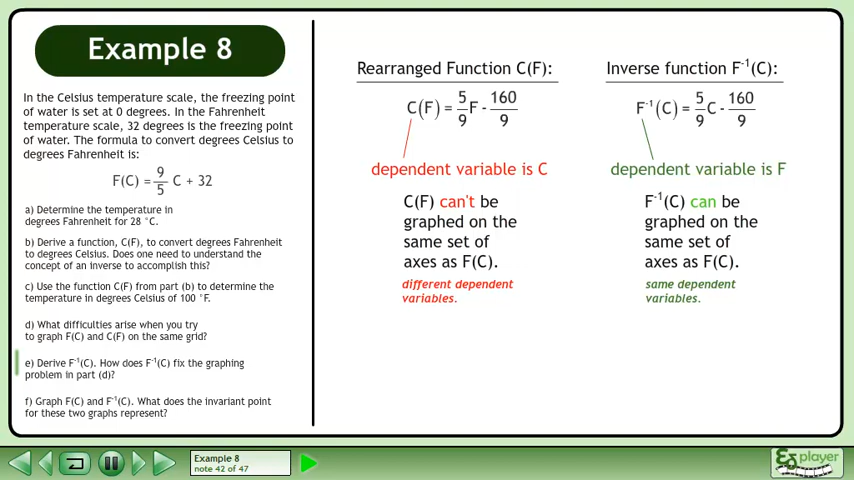 Example 8
In the Celsius temperature scale, the freezing point
of water is set at 0 degrees. In the Fahrenheit
temperature scale, 32 degrees is the freezing point
of water. The formula to convert degrees Celsius to
degrees Fahrenheit is:
F(C) = 9/5 C + 32
a) Determine the temperature in
degrees Fahrenheit for 28 °C.
b) Derive a function, C(F), to convert degrees Fahrenheit
to degrees Celsius. Does one need to understand the
concept of an inverse to accomplish this?
c) Use the function C(F) from part (b) to determine the
temperature in degrees Celsius of 100 °F.
d) What difficulties arise when you try
to graph F(C) and C(F) on the same grid?
e) Derive F⁻¹(C). How does F⁻¹(C) fix the graphing
problem in part (d)?
f) Graph F(C) and F⁻¹(C). What does the invariant point
for these two graphs represent?
Rearranged Function C(F):
C(F) = 5/9 F - 160/9
dependent variable is C
C(F) can't be
graphed on the
same set of
axes as F(C).
different dependent
variables.
Inverse function F⁻¹(C):
F⁻¹(C) = 5/9 C - 160/9
dependent variable is F
F⁻¹(C) can be
graphed on the
same set of
axes as F(C).
same dependent
variables.
Example 8
note 42 of 47
player